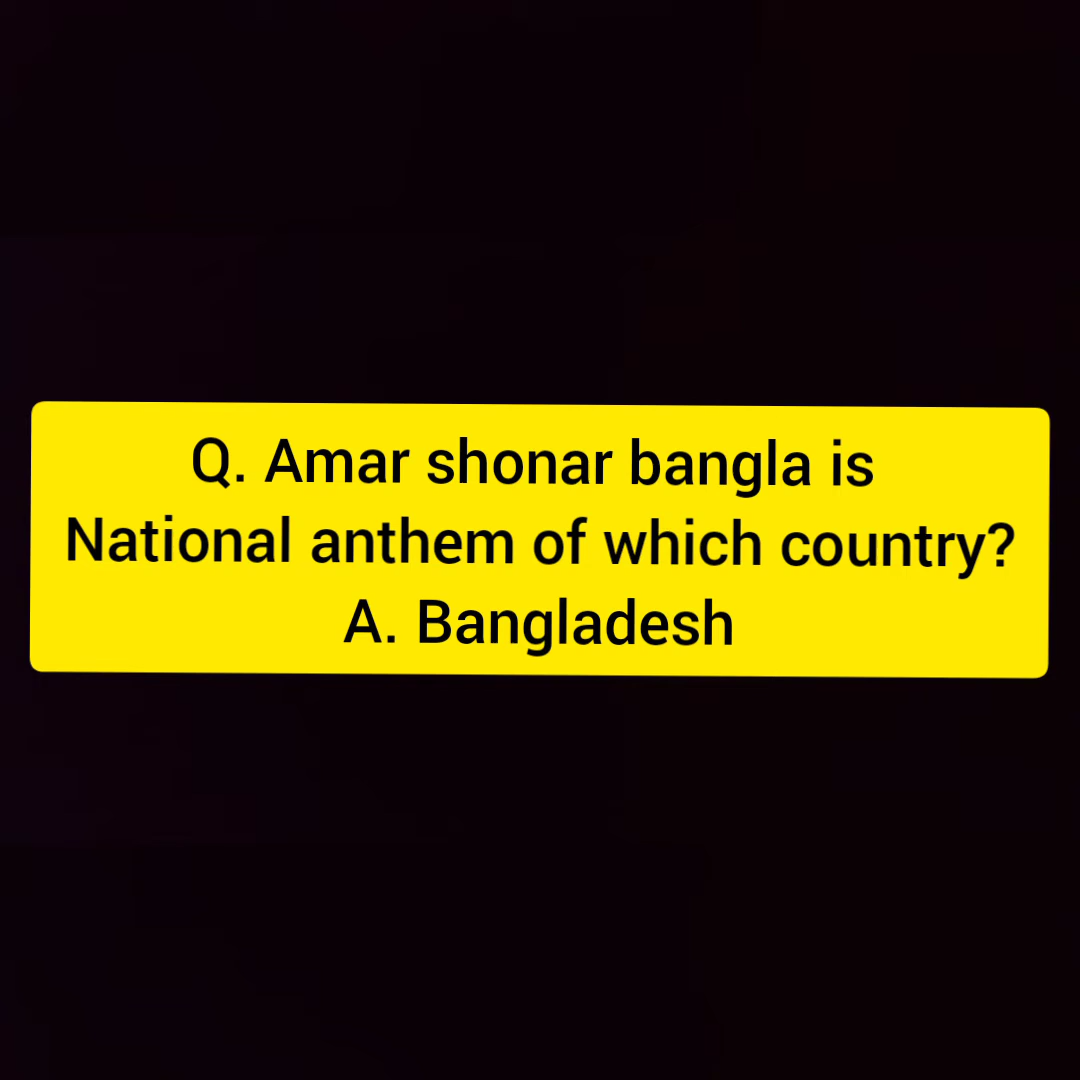 Q. Amar shonar bangla is
National anthem of which country?
A. Bangladesh